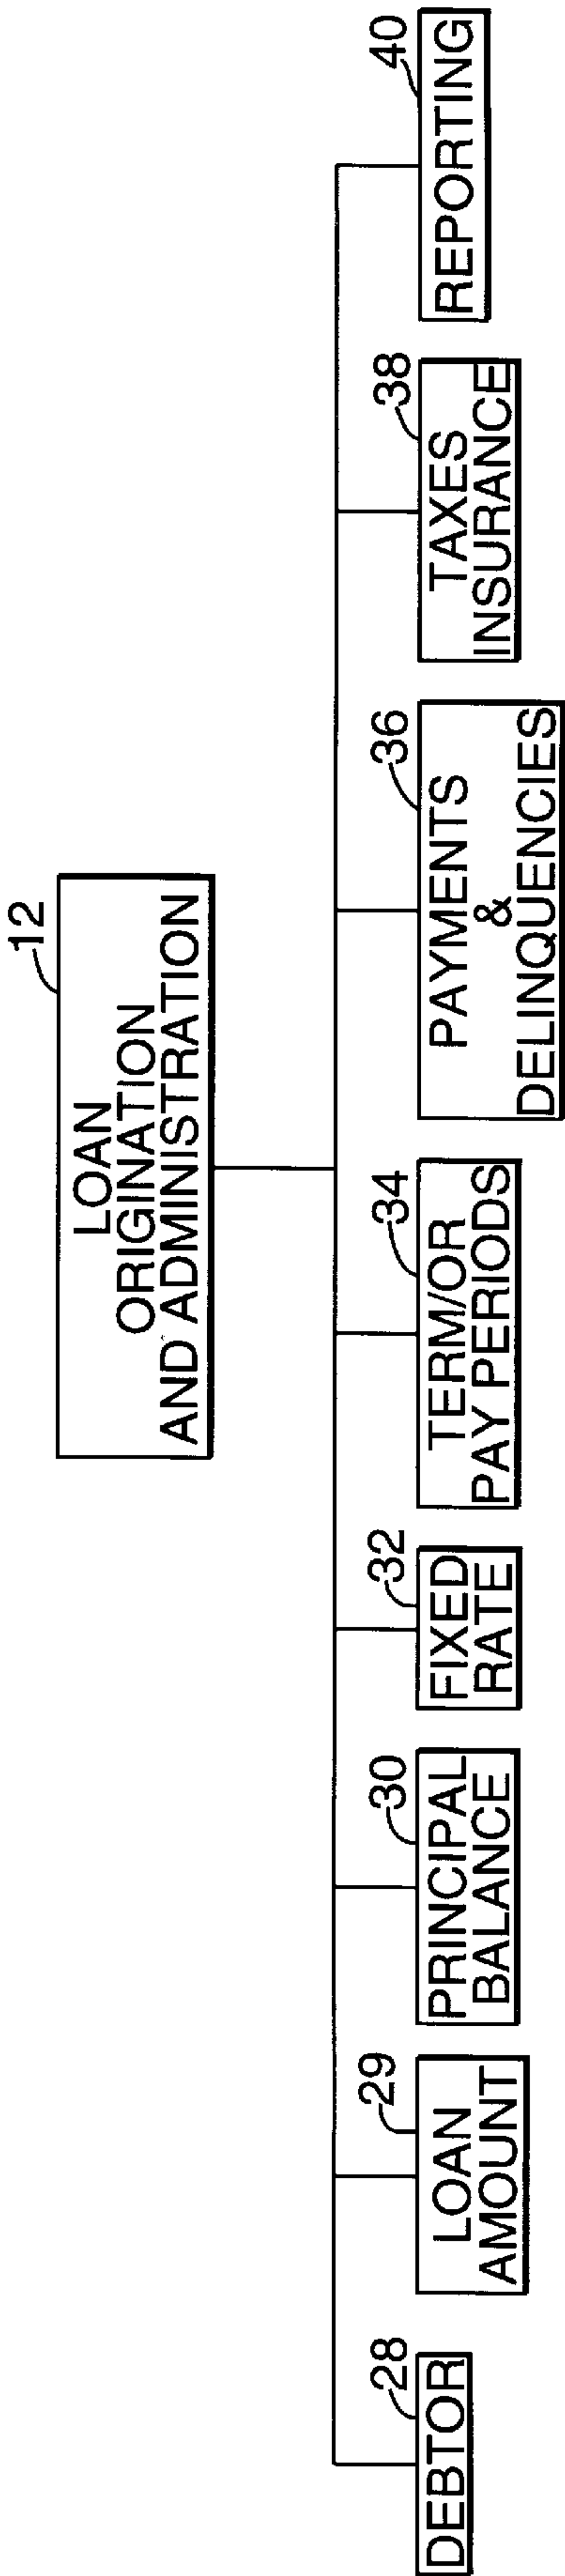 12
LOAN
ORIGINATION
AND ADMINISTRATION
28
DEBTOR
29
LOAN
AMOUNT
30
PRINCIPAL
BALANCE
32
FIXED
RATE
34
TERM/OR
PAY PERIODS
36
PAYMENTS
&
DELINQUENCIES
38
TAXES
INSURANCE
40
REPORTING